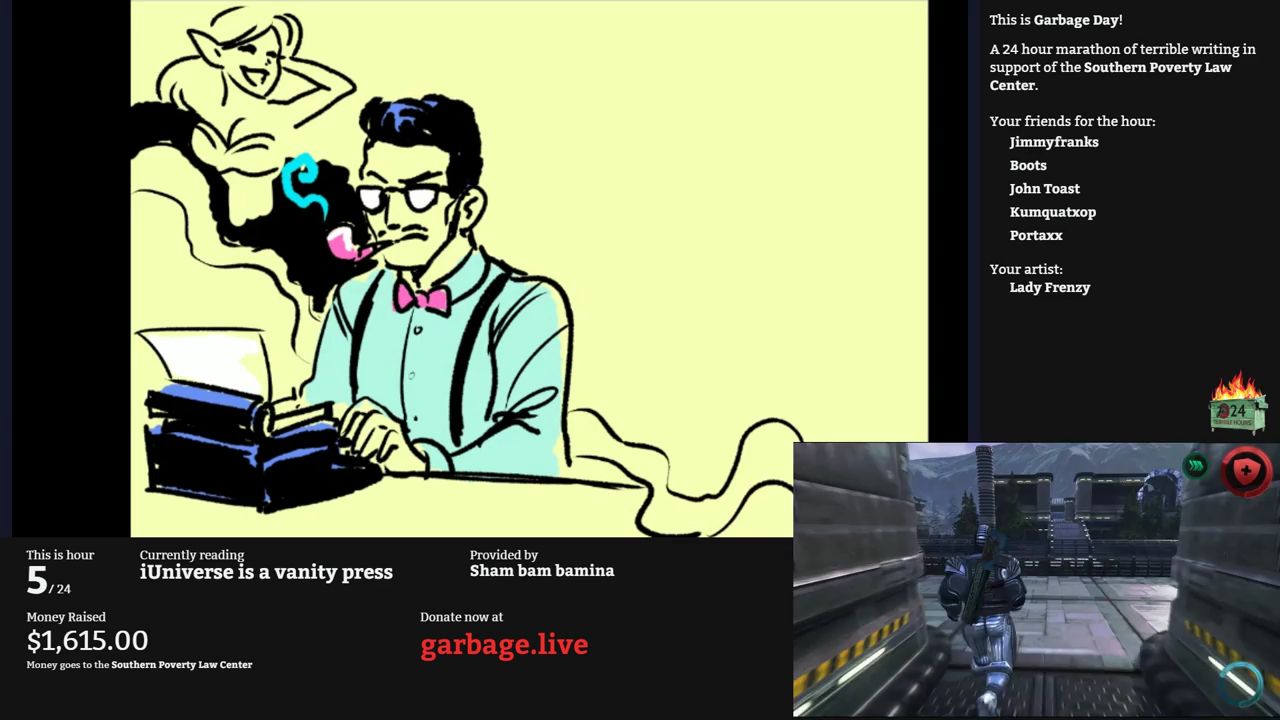 This is Garbage Day!
A 24 hour marathon of terrible writing in
support of the Southern Poverty Law
Center.
Your friends for the hour:
Jimmyfranks
Boots
John Toast
Kumquatxop
Portaxx
Your artist:
Lady Frenzy
This is hour
5 / 24
Currently reading
iUniverse is a vanity press
Provided by
Sham bam bamina
Money Raised
$1,615.00
Money goes to the Southern Poverty Law Center
Donate now at
garbage.live